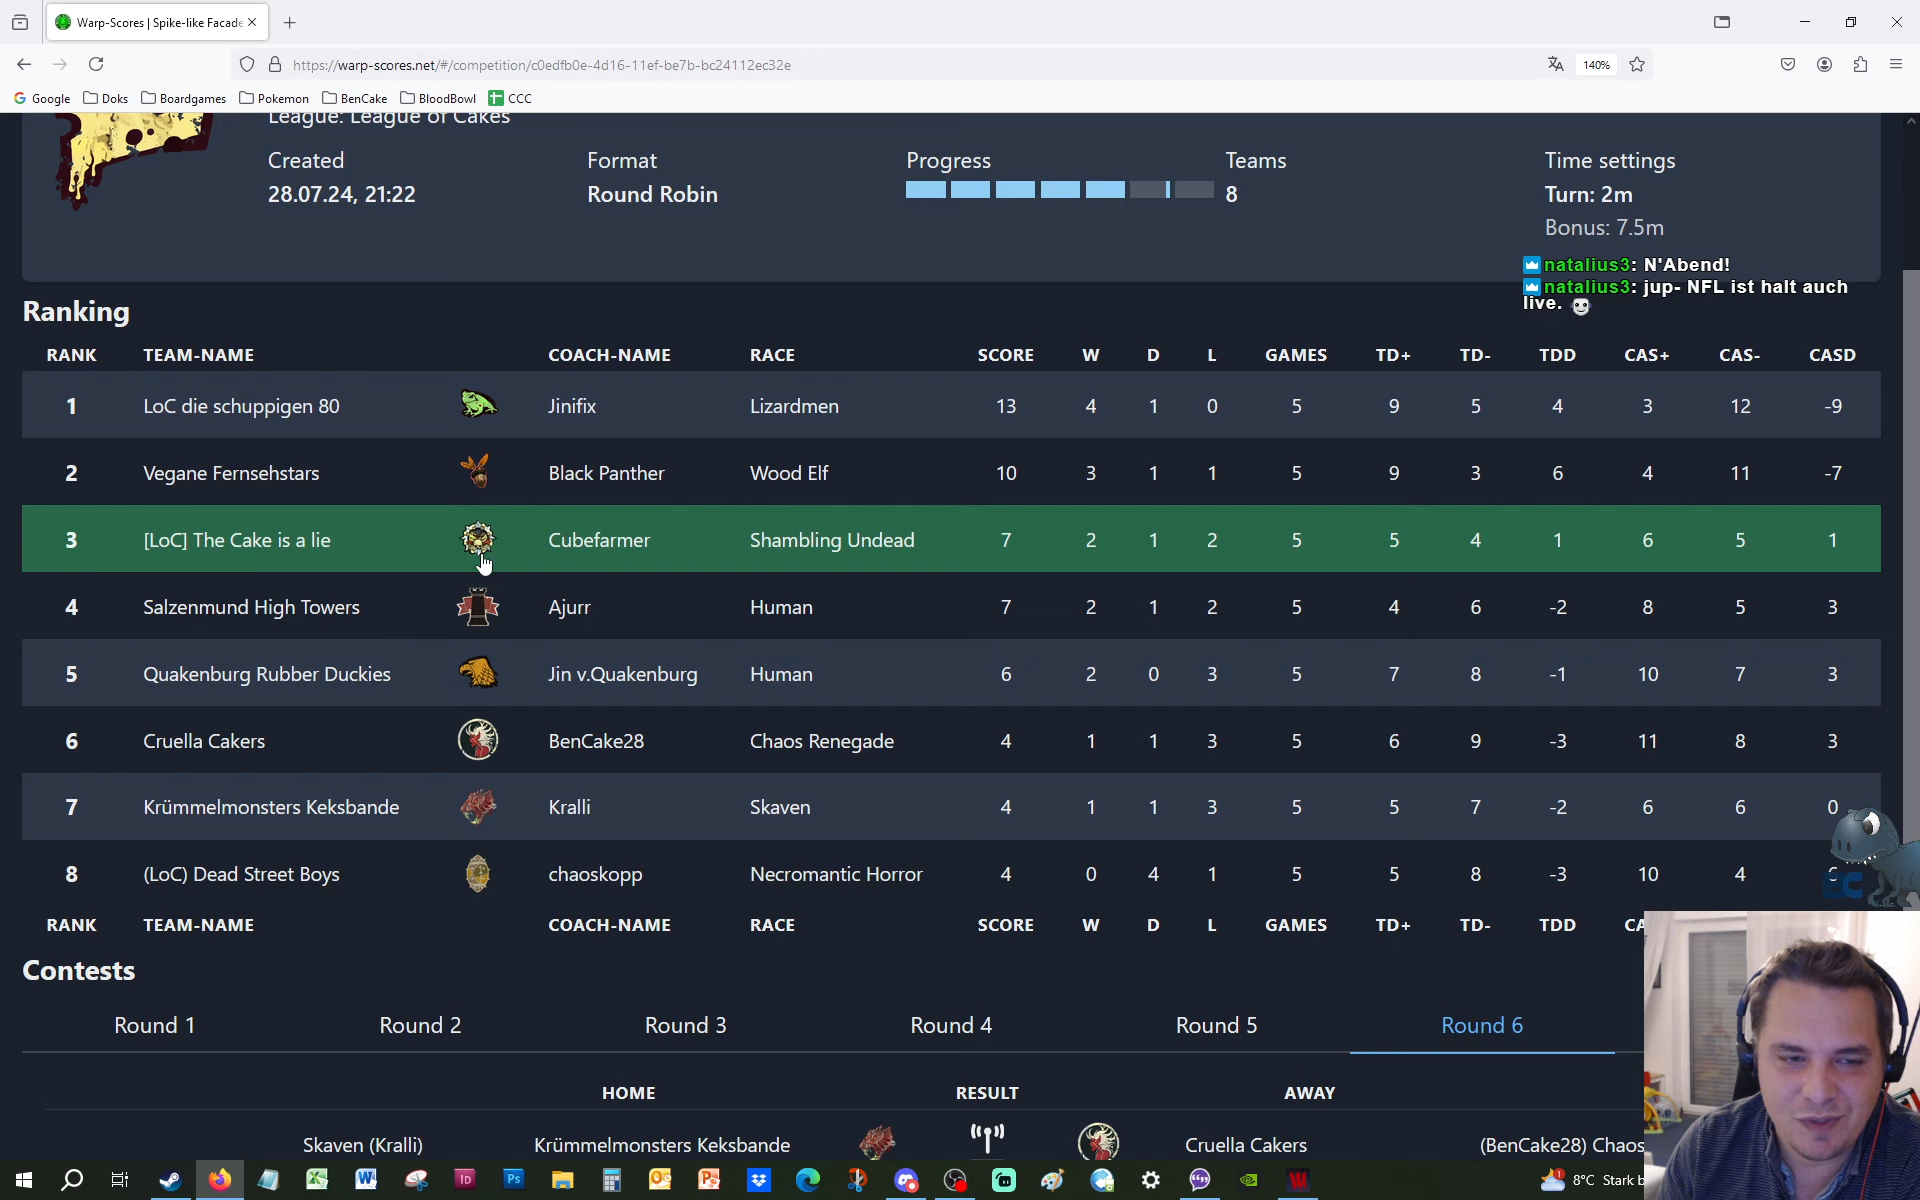 Warp-Scores | Spike-like Facade
https://warp-scores.net/#/competition/c0edfb0e-4d16-11ef-be7b-bc24112ec32e
140%
Google Doks Boardgames Pokemon BenCake BloodBowl CCC
League: League of Cakes
Created Format Progress Teams Time settings
28.07.24, 21:22 Round Robin 8 Turn: 2m
Bonus: 7.5m
natalius3: N'Abend!
natalius3: jup- NFL ist halt auch
live.
Ranking
RANK TEAM-NAME COACH-NAME RACE SCORE W D L GAMES TD+ TD- TDD CAS+ CAS- CASD
1 LoC die schuppigen 80 Jinifix Lizardmen 13 4 1 0 5 9 5 4 3 12 -9
2 Vegane Fernsehstars Black Panther Wood Elf 10 3 1 1 5 9 3 6 4 11 -7
3 [LoC] The Cake is a lie Cubefarmer Shambling Undead 7 2 1 2 5 5 4 1 6 5 1
4 Salzenmund High Towers Ajurr Human 7 2 1 2 5 4 6 -2 8 5 3
5 Quakenburg Rubber Duckies Jin v.Quakenburg Human 6 2 0 3 5 7 8 -1 10 7 3
6 Cruella Cakers BenCake28 Chaos Renegade 4 1 1 3 5 6 9 -3 11 8 3
7 Krümmelmonsters Keksbande Kralli Skaven 4 1 1 3 5 5 7 -2 6 6 0
8 (LoC) Dead Street Boys chaoskopp Necromantic Horror 4 0 4 1 5 5 8 -3 10 4
EC
RANK TEAM-NAME COACH-NAME RACE SCORE W D L GAMES TD+ TD- TDD CA
Contests
Round 1 Round 2 Round 3 Round 4 Round 5 Round 6
HOME RESULT AWAY
Skaven (Kralli) Krümmelmonsters Keksbande Cruella Cakers (BenCake28) Chaos
8°C Stark b